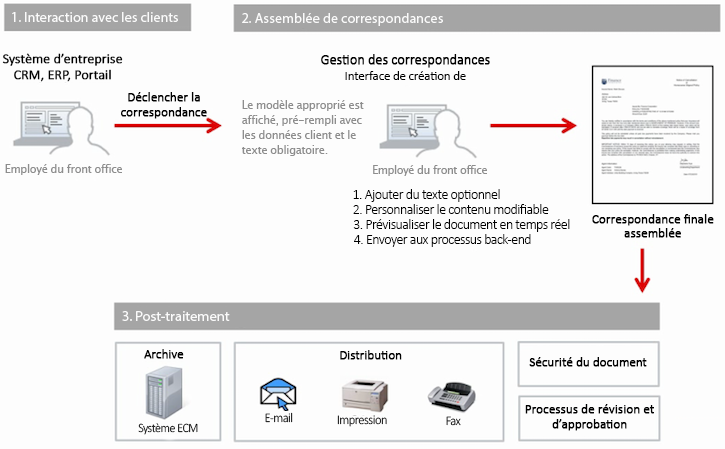 1. Interaction avec les clients
2. Assemblée de correspondances
Système d'entreprise
CRM, ERP, Portail
Employé du front office
Déclencher la
correspondance
Gestion des correspondances
Interface de création de
Le modèle approprié est
affiché, pré-rempli avec
les données client et le
texte obligatoire.
Employé du front office
1. Ajouter du texte optionnel
2. Personnaliser le contenu modifiable
3. Prévisualiser le document en temps réel
4. Envoyer aux processus back-end
Correspondance finale
assemblée
3. Post-traitement
Archive
Système ECM
Distribution
E-mail
Impression
Fax
Sécurité du document
Processus de révision et
d'approbation